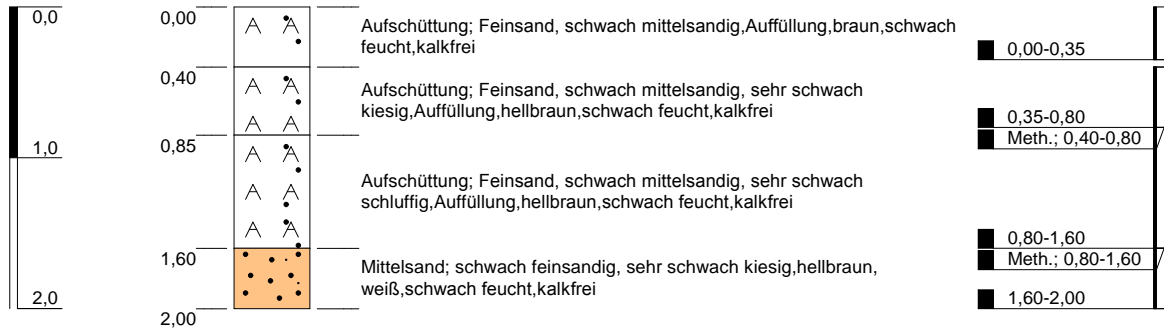 0,0
0,00
Aufschüttung; Feinsand, schwach mittelsandig,Auffüllung,braun,schwach
feucht,kalkfrei
0,00-0,35
0,40
Aufschüttung; Feinsand, schwach mittelsandig, sehr schwach
kiesig,Auffüllung,hellbraun,schwach feucht,kalkfrei
0,35-0,80
Meth.; 0,40-0,80
1,0
0,85
Aufschüttung; Feinsand, schwach mittelsandig, sehr schwach
schluffig,Auffüllung,hellbraun,schwach feucht,kalkfrei
0,80-1,60
1,60
Meth.; 0,80-1,60
Mittelsand; schwach feinsandig, sehr schwach kiesig,hellbraun,
weiß,schwach feucht,kalkfrei
1,60-2,00
2,0
2,00
A A
A A
A A
A A
A A
A A